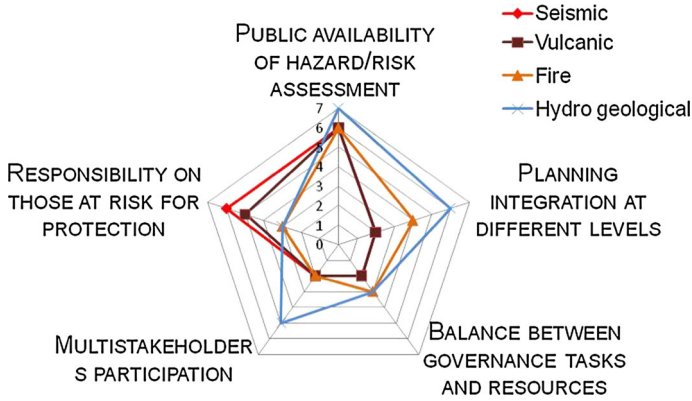 Seismic
Vulcanic
Fire
Hydro geological
PUBLIC AVAILABILITY
OF HAZARD/RISK
ASSESSMENT
7
6
5
4
3
2
1
0
RESPONSIBILITY ON
THOSE AT RISK FOR
PROTECTION
PLANNING
INTEGRATION AT
DIFFERENT LEVELS
MULTISTAKEHOLDER
S PARTICIPATION
BALANCE BETWEEN
GOVERNANCE TASKS
AND RESOURCES